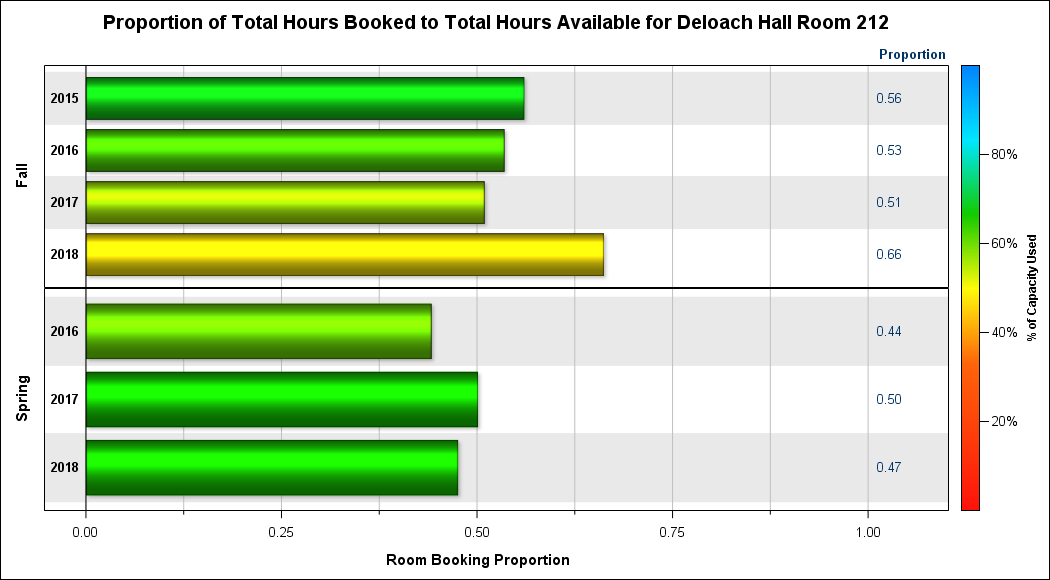 Proportion of Total Hours Booked to Total Hours Available for Deloach Hall Room 212
Proportion
Fall
2015 0.56
2016 0.53
2017 0.51
2018 0.66
Spring
2016 0.44
2017 0.50
2018 0.47
0.00 0.25 0.50 0.75 1.00
Room Booking Proportion
80%
60%
40%
20%
% of Capacity Used